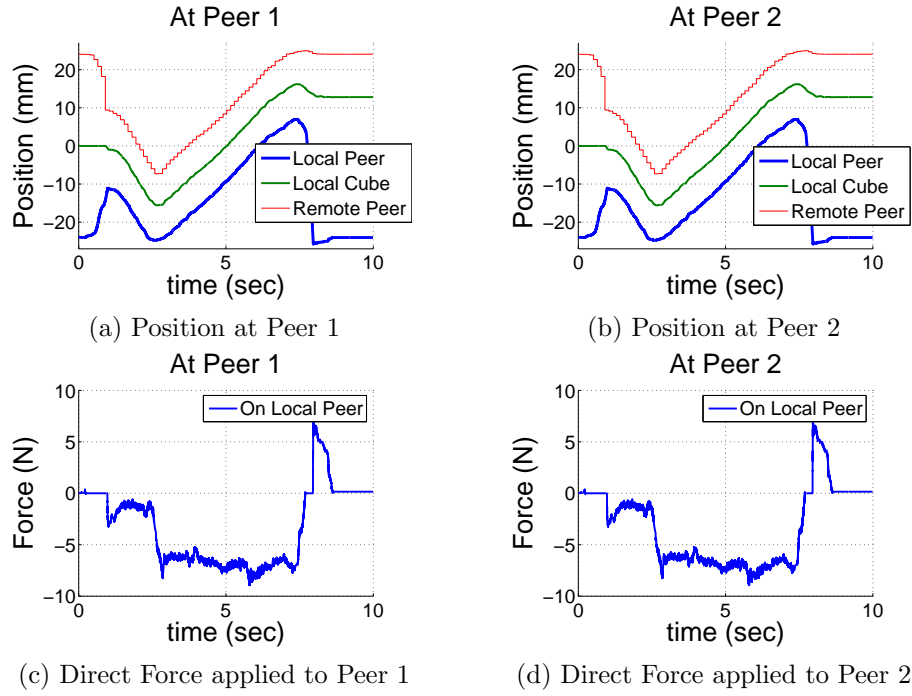 At Peer 1
Position (mm)
20
10
0
−10
−20
Local Peer
Local Cube
Remote Peer
0
5
10
time (sec)
(a) Position at Peer 1
At Peer 2
Position (mm)
20
10
0
−10
−20
Local Peer
Local Cube
Remote Peer
0
5
10
time (sec)
(b) Position at Peer 2
At Peer 1
Force (N)
10
5
0
−5
−10
On Local Peer
0
5
10
time (sec)
(c) Direct Force applied to Peer 1
At Peer 2
Force (N)
10
5
0
−5
−10
On Local Peer
0
5
10
time (sec)
(d) Direct Force applied to Peer 2